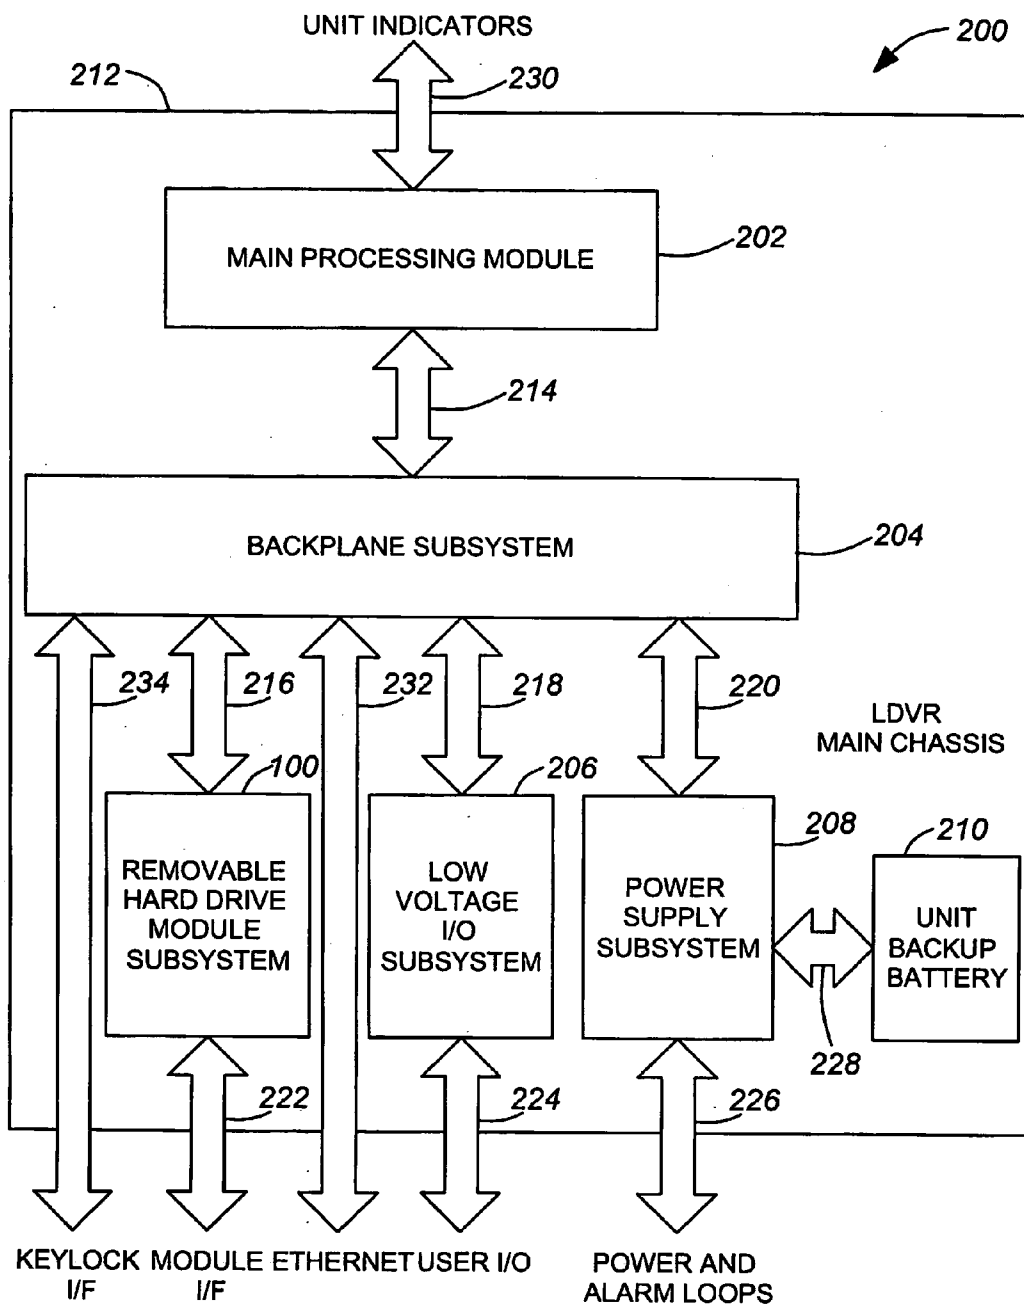 UNIT INDICATORS
200
212
230
MAIN PROCESSING MODULE
202
214
BACKPLANE SUBSYSTEM
204
234
216
232
218
220
LDVR
MAIN CHASSIS
100
206
208
210
REMOVABLE
HARD DRIVE
MODULE
SUBSYSTEM
LOW
VOLTAGE
I/O
SUBSYSTEM
POWER
SUPPLY
SUBSYSTEM
UNIT
BACKUP
BATTERY
228
222
224
226
KEYLOCK
I/F
MODULE
I/F
ETHERNET
USER I/O
POWER AND
ALARM LOOPS